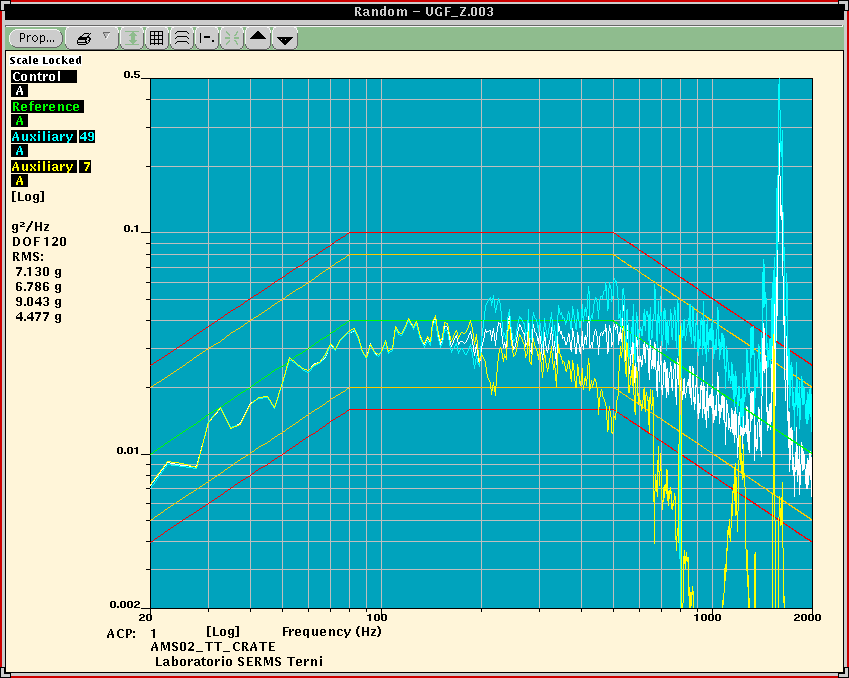 Random – UGF_Z.003
Prop...
Scale Locked
Control
A
Reference
A
Auxiliary 49
A
Auxiliary 7
A
[Log]
g²/Hz
DOF 120
RMS:
7.130 g
6.786 g
9.043 g
4.477 g
0.5
0.1
0.01
0.002
20
100
1000
2000
ACP: 1 [Log] Frequency (Hz)
AMS02_TT_CRATE
Laboratorio SERMS Terni